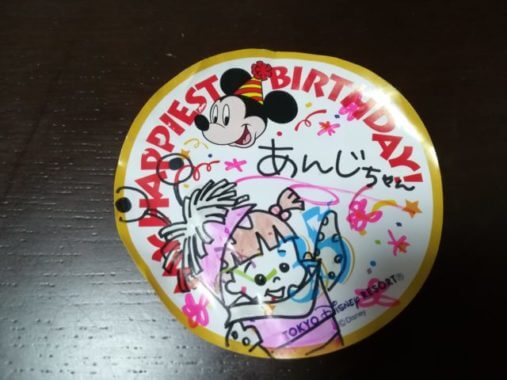 HAPPIEST BIRTHDAY!
あんじちゃん
TOKYO Disney RESORT®
©Disney